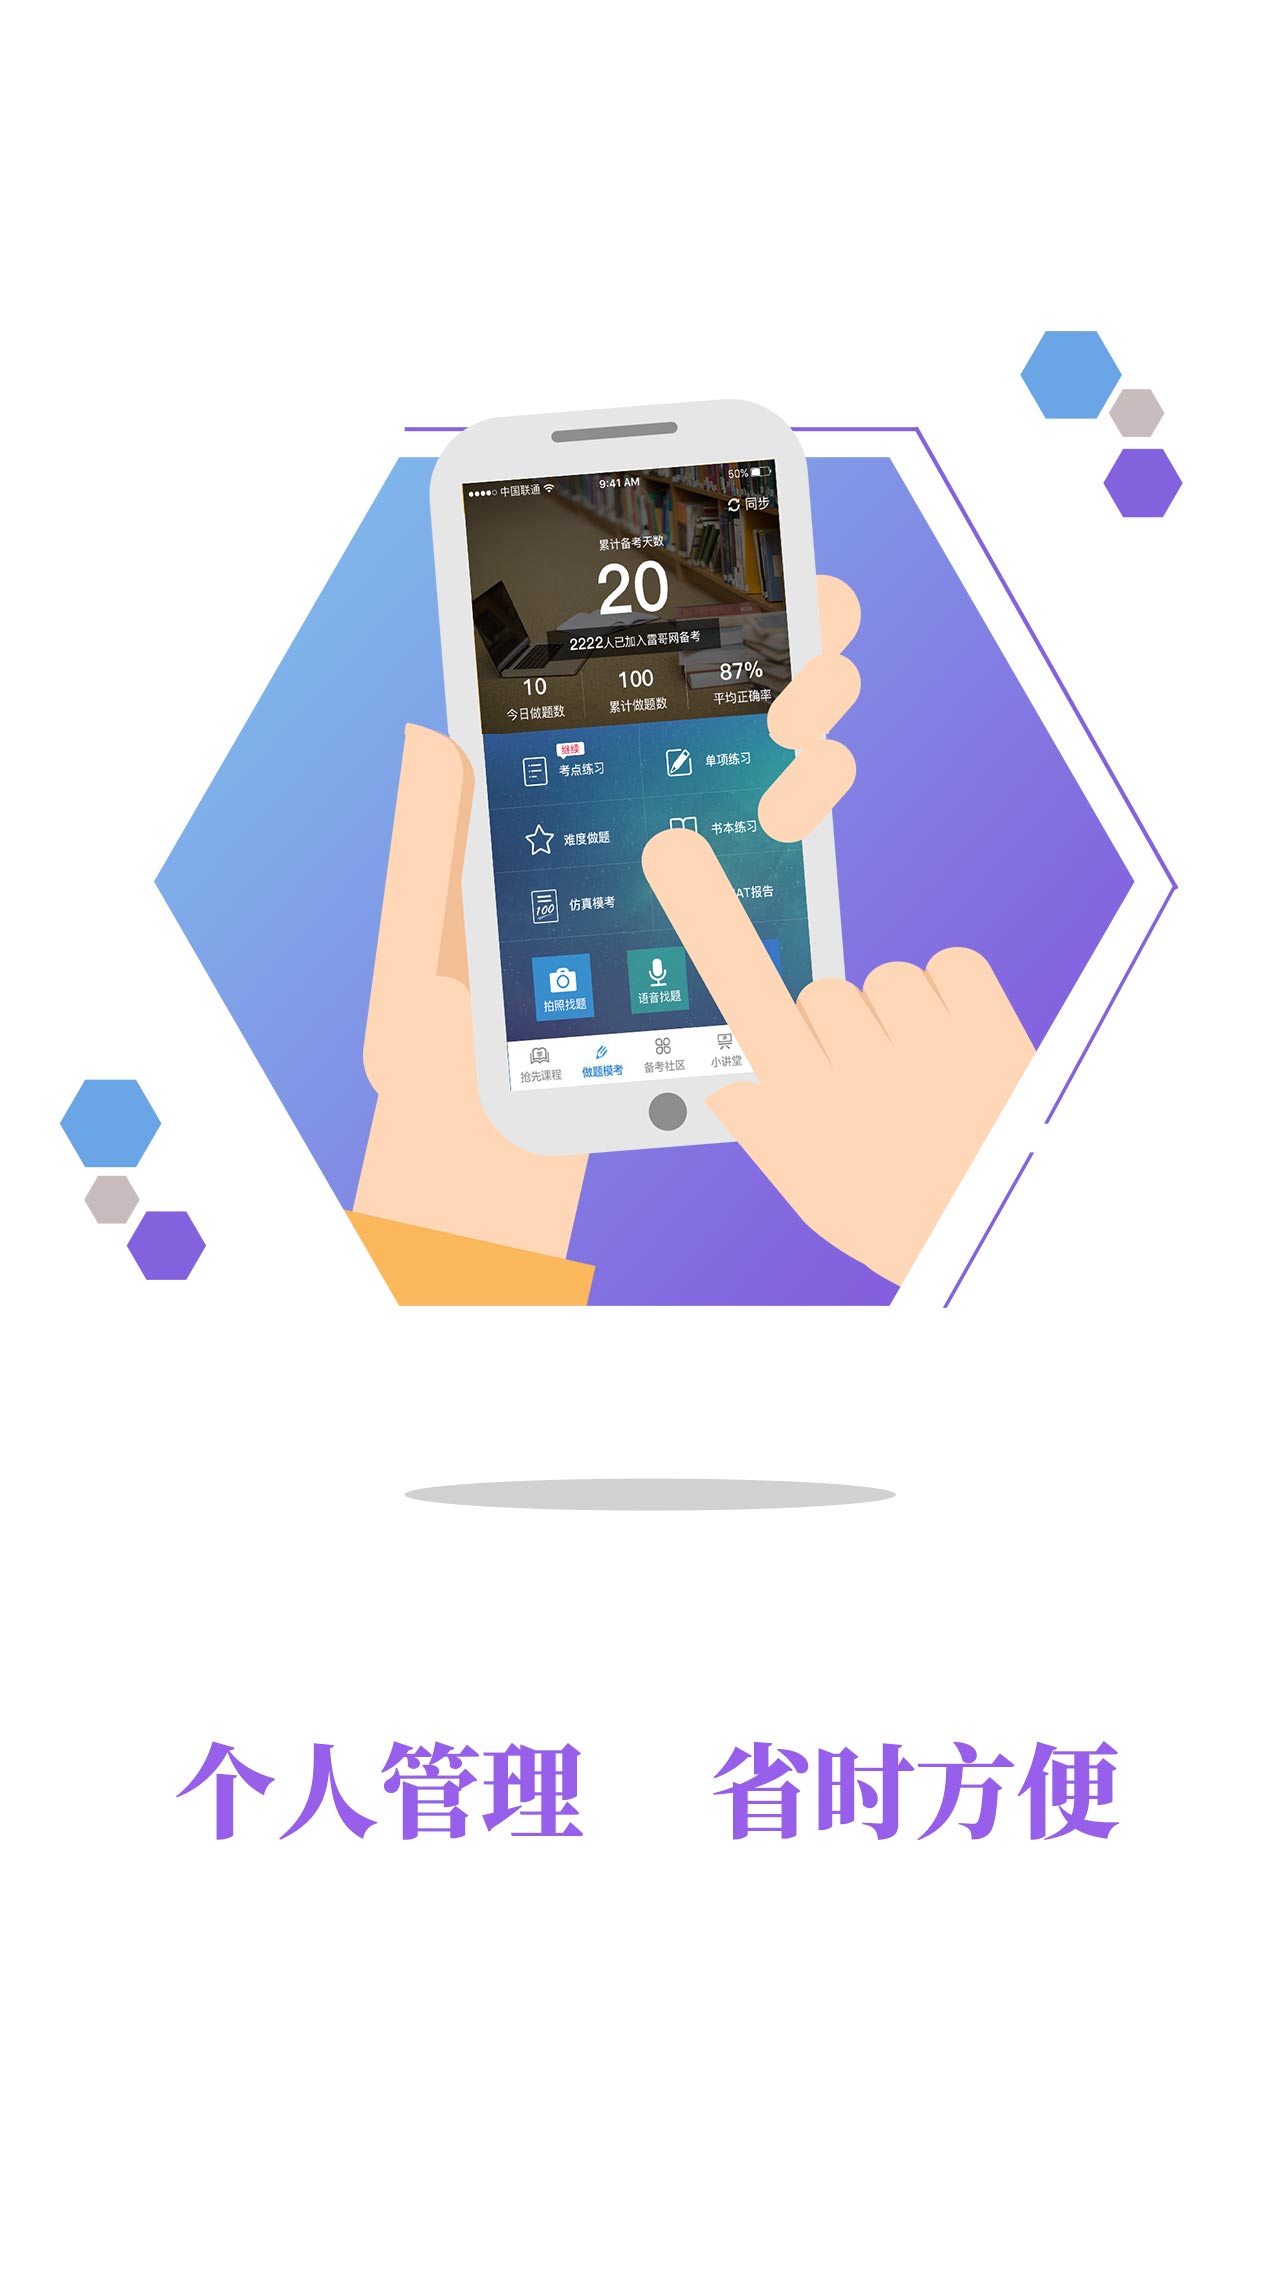 中国联通 9:41 AM 50%
同步
累计备考天数
20
2222人已加入雷哥网备考
10 100 87%
今日做题数 累计做题数 平均正确率
继续
考点练习 单项练习
难度做题 书本练习
100 仿真模考 AT报告
拍照找题 语音找题
抢先课程 做题模考 备考社区 小讲堂
个人管理 省时方便